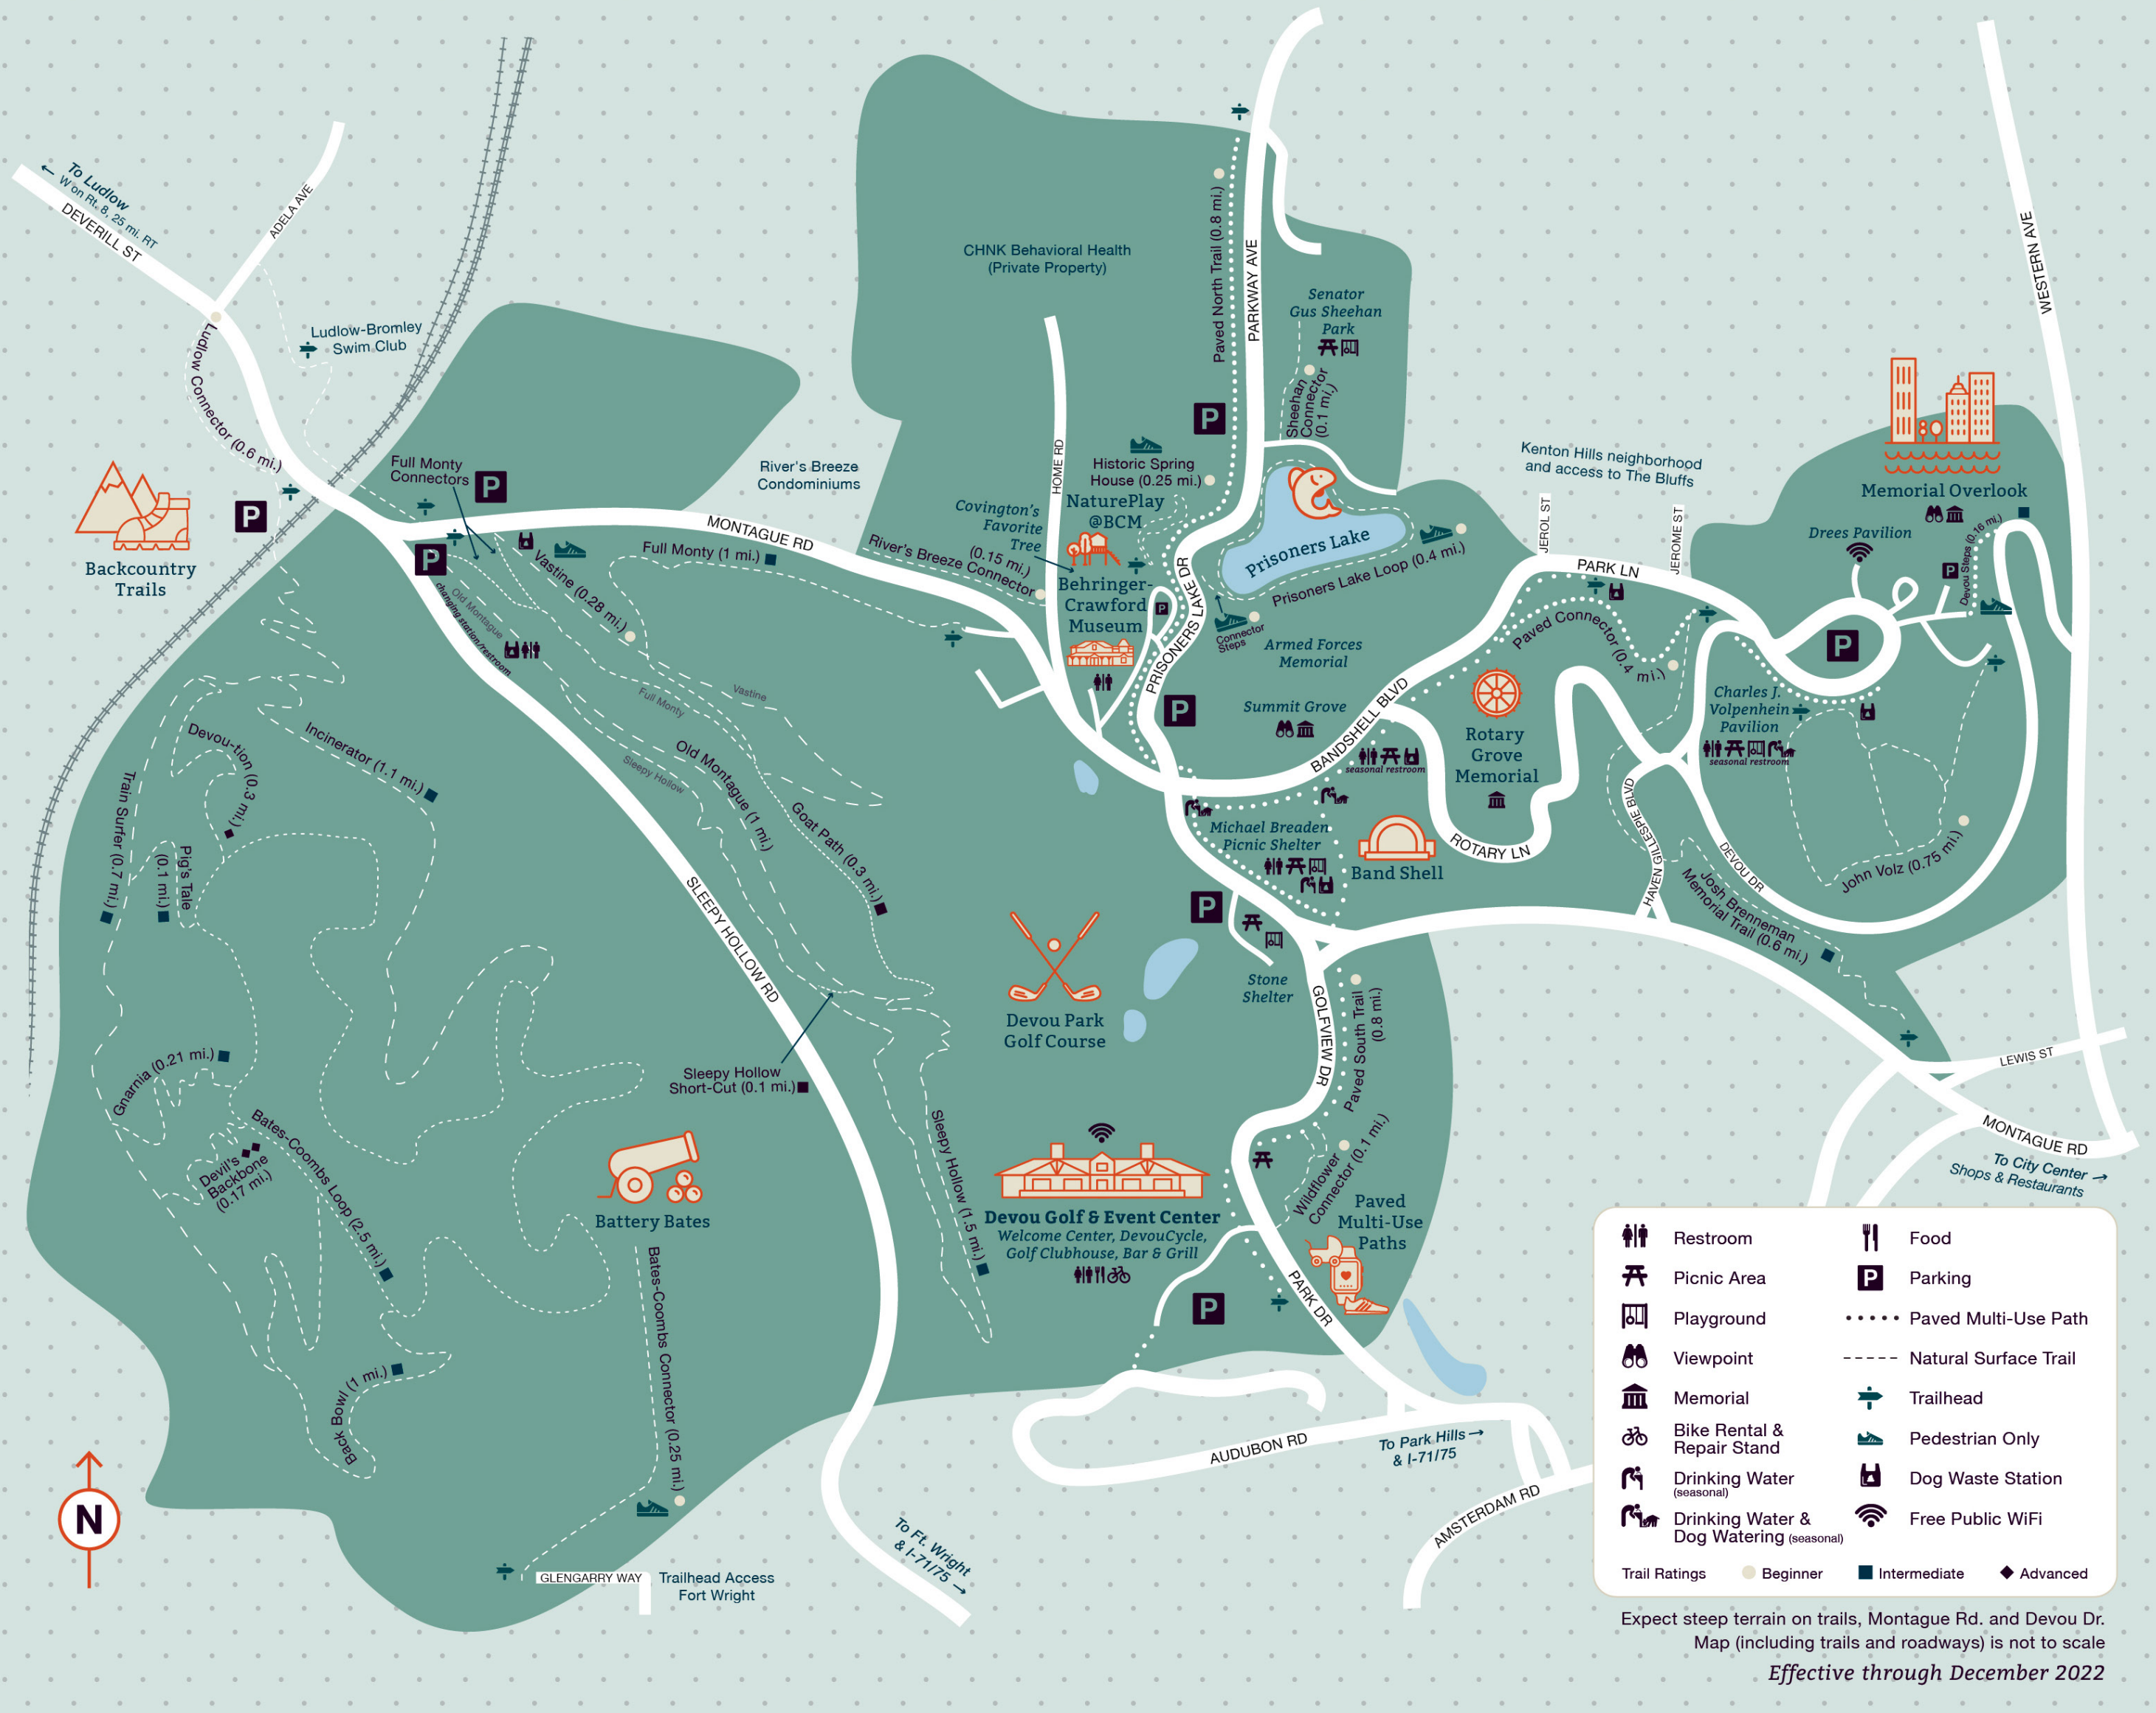 ← To Ludlow
W on Rt. 8, 25 mi. RT
DEVERILL ST
ADELA AVE
Ludlow-Bromley
Swim Club
Ludlow Connector (0.6 mi.)
P
Backcountry
Trails
Full Monty
Connectors
P
P
changing station/restroom
Old Montague
Vastine (0.28 mi.)
Full Monty (1 mi.)
MONTAGUE RD
River's Breeze
Condominiums
River's Breeze Connector
(0.15 mi.)
CHNK Behavioral Health
(Private Property)
HOME RD
Covington's
Favorite
Tree
Historic Spring
House (0.25 mi.)
NaturePlay
@BCM
Behringer-
Crawford
Museum
P
P
Paved North Trail (0.8 mi.)
PARKWAY AVE
Senator
Gus Sheehan
Park
Sheehan
Connector
(0.1 mi.)
Prisoners Lake
Prisoners Lake Loop (0.4 mi.)
PRISONERS LAKE DR
Connector
Steps
Armed Forces
Memorial
P
Summit Grove
BANDSHELL BLVD
seasonal restroom
Kenton Hills neighborhood
and access to The Bluffs
JEROL ST
JEROME ST
PARK LN
Paved Connector (0.4 mi.)
Rotary
Grove
Memorial
ROTARY LN
WESTERN AVE
Memorial Overlook
Drees Pavilion
Devou Steps (0.16 mi.)
P
P
Charles J.
Volpenhein
Pavilion
seasonal restroom
HAVEN GILLESPIE BLVD
DEVOU DR
John Volz (0.75 mi.)
Josh Brenneman
Memorial Trail (0.6 mi.)
LEWIS ST
MONTAGUE RD
To City Center →
Shops & Restaurants
Devou-tion (0.3 mi.)
Incinerator (1.1 mi.)
Train Surfer (0.7 mi.)
Pig's Tale
(0.1 mi.)
Full Monty
Vastine
Sleepy Hollow
Old Montague (1 mi.)
Goat Path (0.3 mi.)
SLEEPY HOLLOW RD
Sleepy Hollow
Short-Cut (0.1 mi.)
Sleepy Hollow (1.5 mi.)
Gnarnia (0.21 mi.)
Devil's
Backbone
(0.17 mi.)
Bates-Coombs Loop (2.5 mi.)
Battery Bates
Bates-Coombs Connector (0.25 mi.)
Back Bowl (1 mi.)
N
GLENGARRY WAY
Trailhead Access
Fort Wright
To Ft. Wright
& I-71/75 →
Michael Breaden
Picnic Shelter
Band Shell
P
Stone
Shelter
Devou Park
Golf Course
GOLFVIEW DR
Paved South Trail
(0.8 mi.)
Wildflower
Connector (0.1 mi.)
Devou Golf & Event Center
Welcome Center, DevouCycle,
Golf Clubhouse, Bar & Grill
Paved
Multi-Use
Paths
P
PARK DR
AUDUBON RD
To Park Hills →
& I-71/75
AMSTERDAM RD
Restroom
Picnic Area
Playground
Viewpoint
Memorial
Bike Rental &
Repair Stand
Drinking Water
(seasonal)
Drinking Water &
Dog Watering (seasonal)
Food
P Parking
Paved Multi-Use Path
Natural Surface Trail
Trailhead
Pedestrian Only
Dog Waste Station
Free Public WiFi
Trail Ratings Beginner Intermediate Advanced
Expect steep terrain on trails, Montague Rd. and Devou Dr.
Map (including trails and roadways) is not to scale
Effective through December 2022